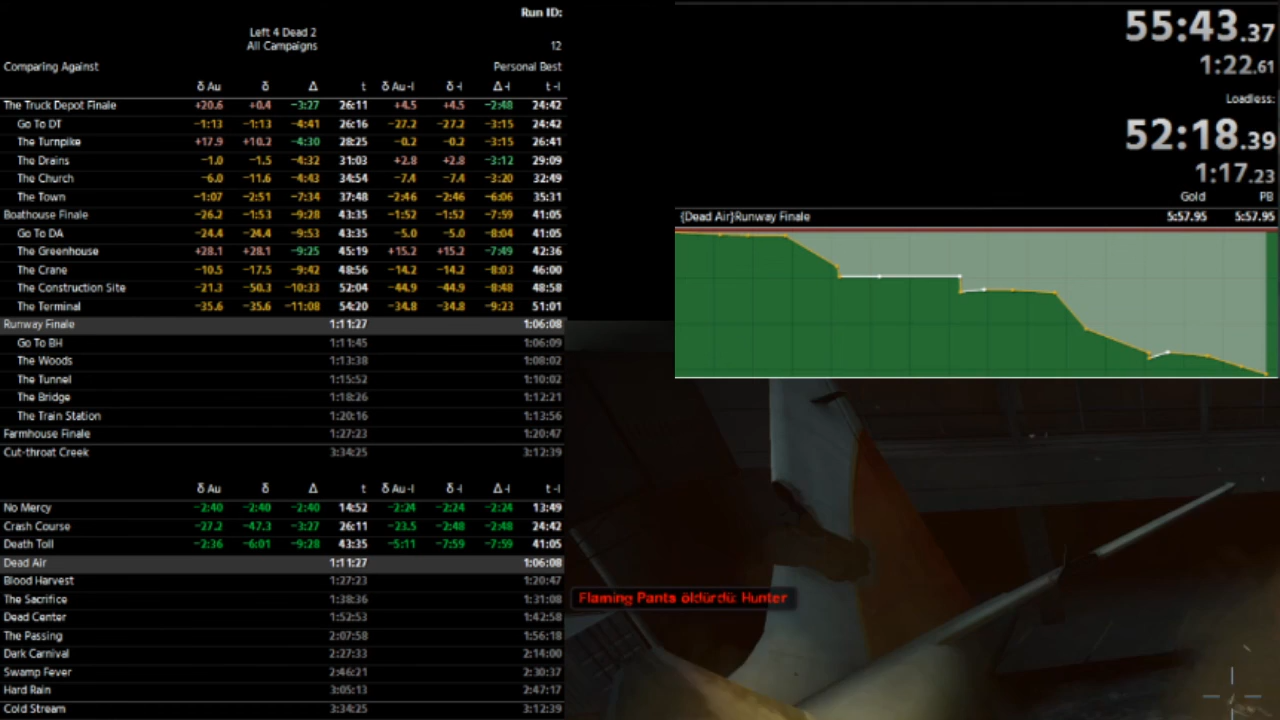 Run ID:
Left 4 Dead 2
All Campaigns
12
Comparing Against Personal Best
δ Au δ Δ t δ Au -l δ -l Δ -l t -l
The Truck Depot Finale +20.6 +0.4 −3:27 26:11 +4.5 +4.5 −2:48 24:42
Go To DT −1:13 −1:13 −4:41 26:16 −27.2 −27.2 −3:15 24:42
The Turnpike +17.9 +10.2 −4:30 28:25 −0.2 −0.2 −3:15 26:41
The Drains −1.0 −1.5 −4:32 31:03 +2.8 +2.8 −3:12 29:09
The Church −6.0 −11.6 −4:43 34:54 −7.4 −7.4 −3:20 32:49
The Town −1:07 −2:51 −7:34 37:48 −2:46 −2:46 −6:06 35:31
Boathouse Finale −26.2 −1:53 −9:28 43:35 −1:52 −1:52 −7:59 41:05
Go To DA −24.4 −24.4 −9:53 43:35 −5.0 −5.0 −8:04 41:05
The Greenhouse +28.1 +28.1 −9:25 45:19 +15.2 +15.2 −7:49 42:36
The Crane −10.5 −17.5 −9:42 48:56 −14.2 −14.2 −8:03 46:00
The Construction Site −21.3 −50.3 −10:33 52:04 −44.9 −44.9 −8:48 48:58
The Terminal −35.6 −35.6 −11:08 54:20 −34.8 −34.8 −9:23 51:01
Runway Finale 1:11:27 1:06:08
Go To BH 1:11:45 1:06:09
The Woods 1:13:38 1:08:02
The Tunnel 1:15:52 1:10:02
The Bridge 1:18:26 1:12:21
The Train Station 1:20:16 1:13:56
Farmhouse Finale 1:27:23 1:20:47
Cut-throat Creek 3:34:25 3:12:39
δ Au δ Δ t δ Au -l δ -l Δ -l t -l
No Mercy −2:40 −2:40 −2:40 14:52 −2:24 −2:24 −2:24 13:49
Crash Course −27.2 −47.3 −3:27 26:11 −23.5 −2:48 −2:48 24:42
Death Toll −2:36 −6:01 −9:28 43:35 −5:11 −7:59 −7:59 41:05
Dead Air 1:11:27 1:06:08
Blood Harvest 1:27:23 1:20:47
The Sacrifice 1:38:36 1:31:08
Dead Center 1:52:53 1:42:58
The Passing 2:07:58 1:56:18
Dark Carnival 2:27:33 2:14:00
Swamp Fever 2:46:21 2:30:37
Hard Rain 3:05:13 2:47:17
Cold Stream 3:34:25 3:12:39
55:43.37
1:22.61
Loadless:
52:18.39
1:17.23
Gold PB
{Dead Air}Runway Finale 5:57.95 5:57.95
Flaming Pants öldürdü: Hunter